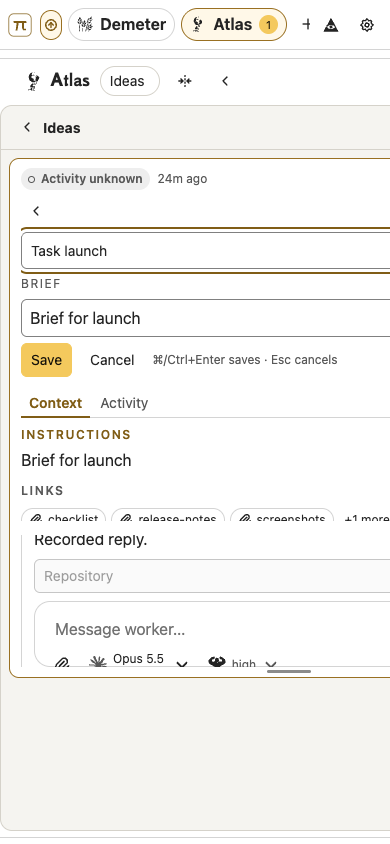 π Demeter Atlas 1
Atlas Ideas
Ideas
Activity unknown 24m ago
Task launch
BRIEF
Brief for launch
Save Cancel ⌘/Ctrl+Enter saves · Esc cancels
Context Activity
INSTRUCTIONS
Brief for launch
LINKS
checklist release-notes screenshots +1 more
Recorded reply.
Repository
Message worker...
Opus 5.5 high